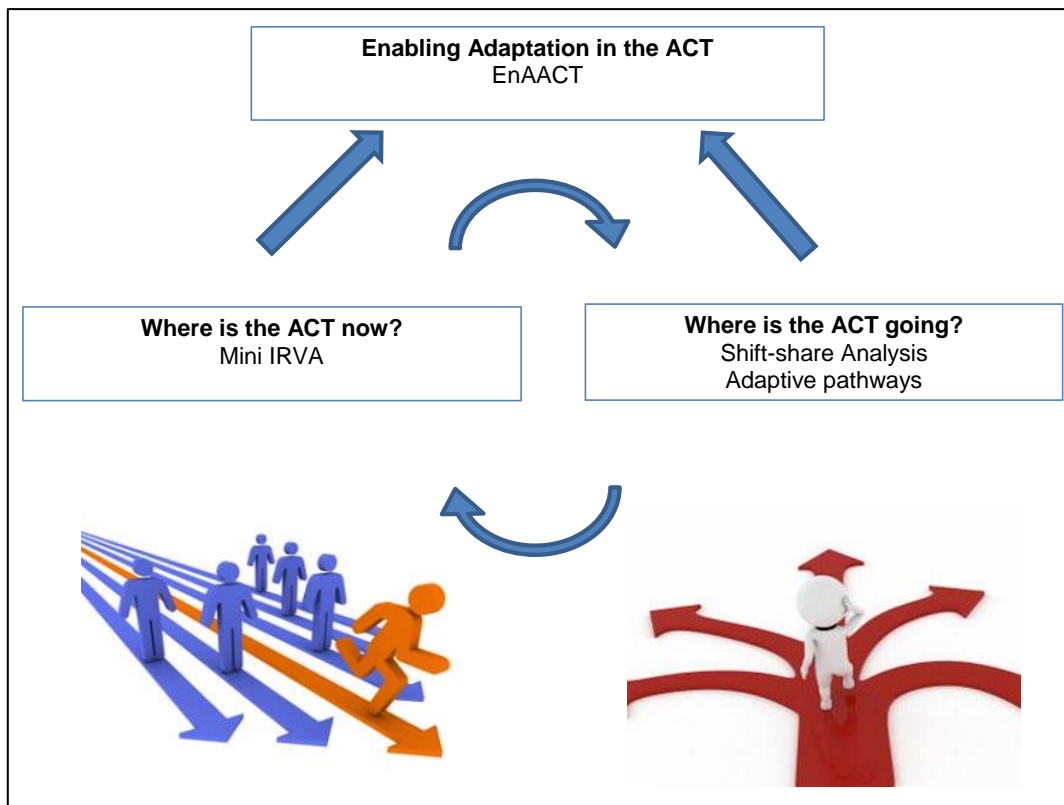 Enabling Adaptation in the ACT
EnAACT
Where is the ACT now?
Mini IRVA
Where is the ACT going?
Shift-share Analysis
Adaptive pathways